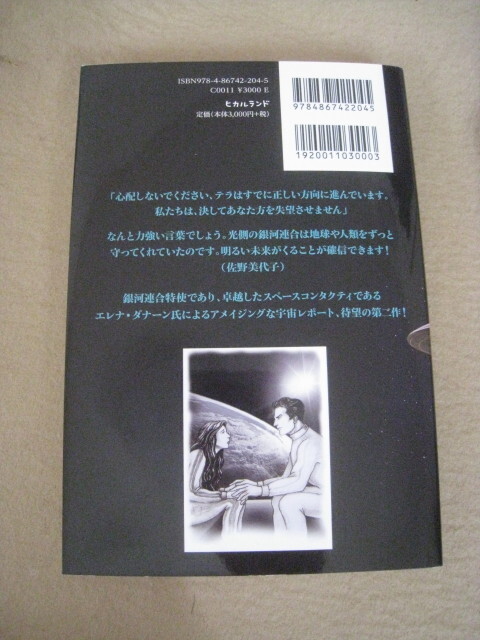 ISBN978-4-86742-204-5
C0011 ¥3000 E
ヒカルランド
定価(本体3,000円+税)
9784867422045
1920011030003
「心配しないでください、テラはすでに正しい方向に進んでいます。
私たちは、決してあなた方を失望させません」
なんと力強い言葉でしょう。光側の銀河連合は地球や人類をずっと
守ってくれていたのです。明るい未来がくることが確信できます！
(佐野美代子)
銀河連合特使であり、卓越したスペースコンタクティである
エレナ・ダナーン氏によるアメイジングな宇宙レポート、待望の第二作！